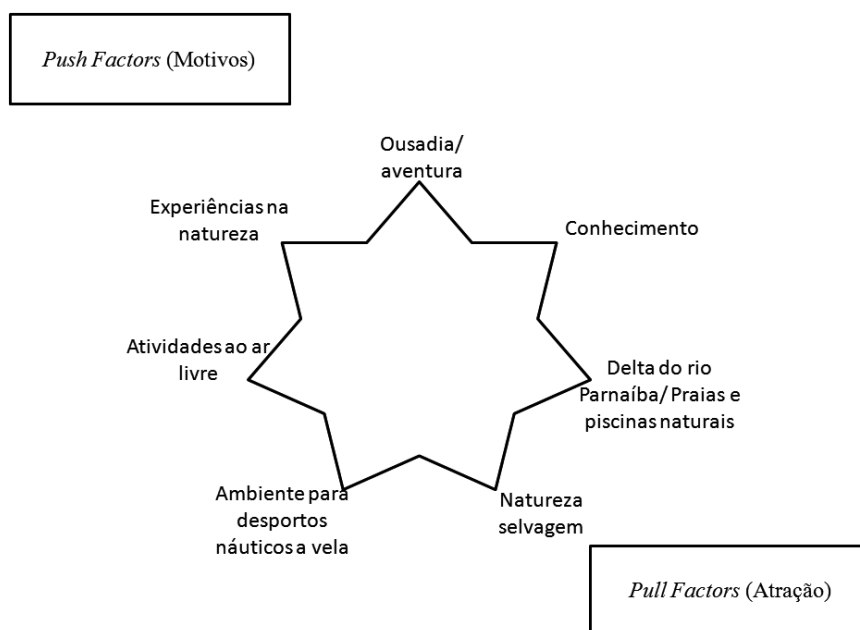 Push Factors (Motivos)
Ousadia/
aventura
Experiências na
natureza
Conhecimento
Atividades ao ar
livre
Delta do rio
Parnaíba/ Praias e
piscinas naturais
Ambiente para
desportos
náuticos a vela
Natureza
selvagem
Pull Factors (Atração)